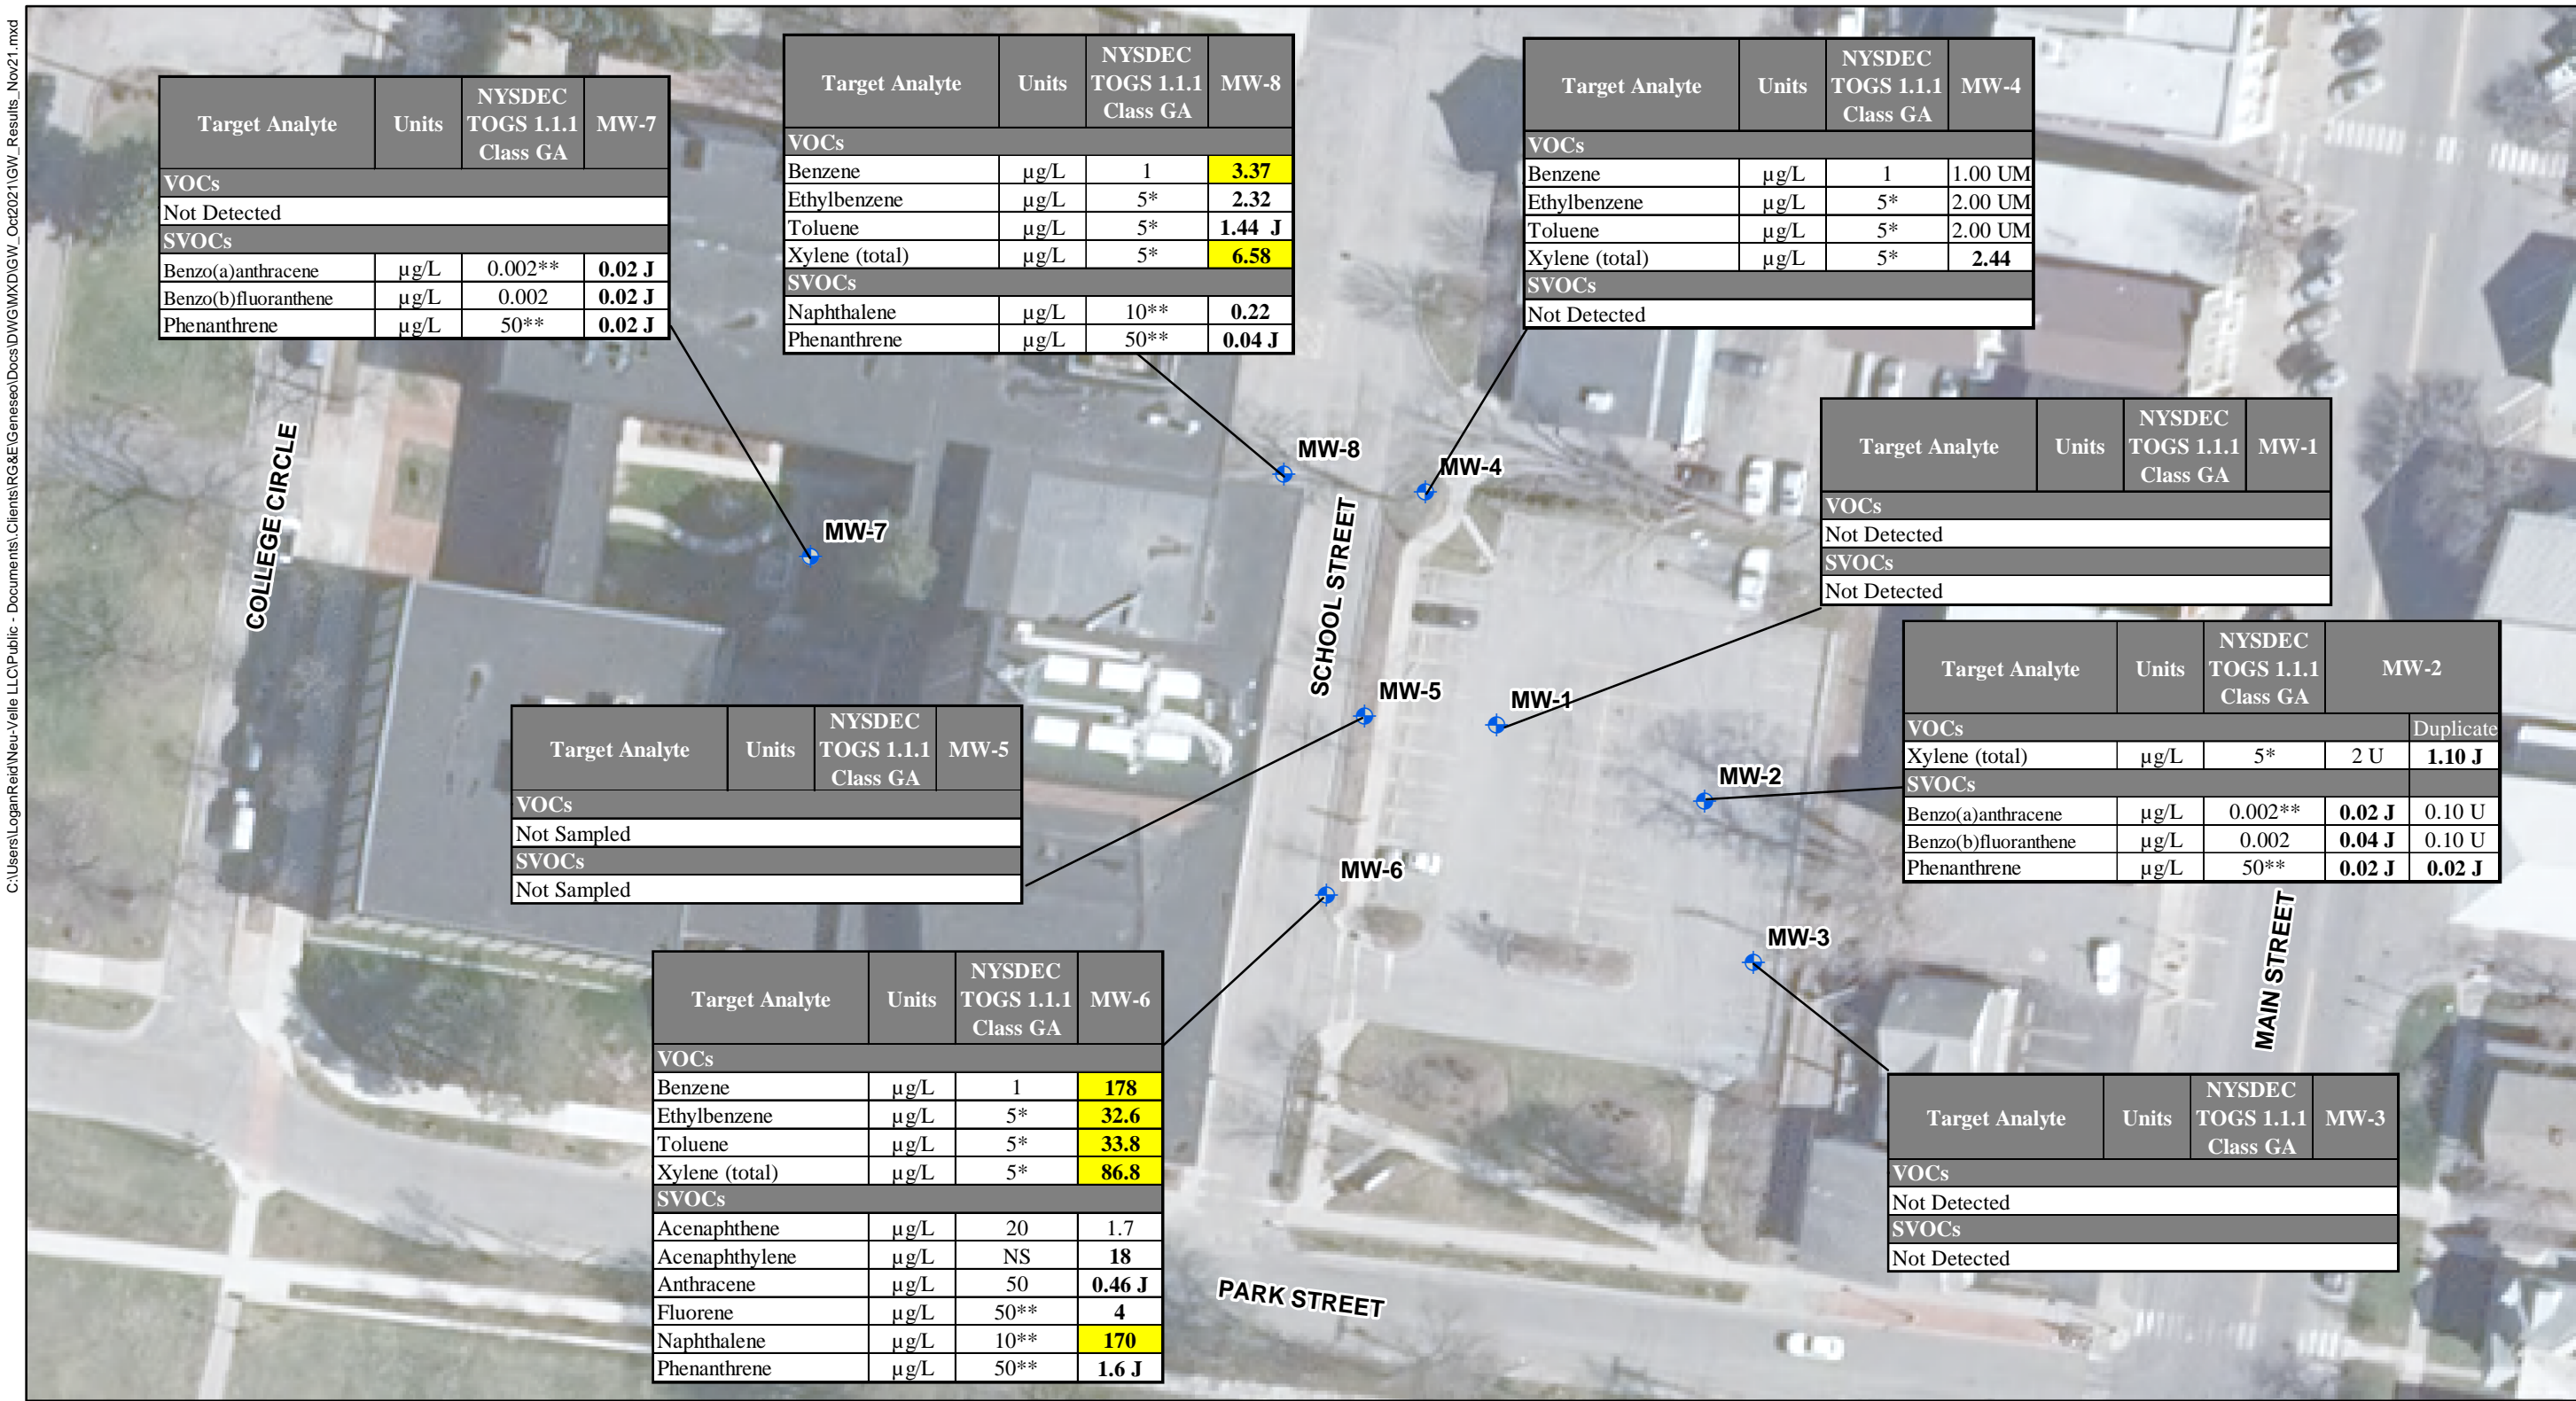 C:\Users\LoganReid\Neu-Velle LLC\Public - Documents\.Clients\RG&E\Geneseo\Docs\DWG\MXD\GW_Oct2021\GW_Results_Nov21.mxd
Target Analyte Units NYSDEC TOGS 1.1.1 Class GA MW-7
VOCs
Not Detected
SVOCs
Benzo(a)anthracene µg/L 0.002** 0.02 J
Benzo(b)fluoranthene µg/L 0.002 0.02 J
Phenanthrene µg/L 50** 0.02 J
Target Analyte Units NYSDEC TOGS 1.1.1 Class GA MW-8
VOCs
Benzene µg/L 1 3.37
Ethylbenzene µg/L 5* 2.32
Toluene µg/L 5* 1.44 J
Xylene (total) µg/L 5* 6.58
SVOCs
Naphthalene µg/L 10** 0.22
Phenanthrene µg/L 50** 0.04 J
Target Analyte Units NYSDEC TOGS 1.1.1 Class GA MW-4
VOCs
Benzene µg/L 1 1.00 UM
Ethylbenzene µg/L 5* 2.00 UM
Toluene µg/L 5* 2.00 UM
Xylene (total) µg/L 5* 2.44
SVOCs
Not Detected
Target Analyte Units NYSDEC TOGS 1.1.1 Class GA MW-1
VOCs
Not Detected
SVOCs
Not Detected
MW-8
MW-4
MW-7
COLLEGE CIRCLE
SCHOOL STREET
MW-5
MW-1
MW-2
MW-6
MW-3
Target Analyte Units NYSDEC TOGS 1.1.1 Class GA MW-2
VOCs Duplicate
Xylene (total) µg/L 5* 2 U 1.10 J
SVOCs
Benzo(a)anthracene µg/L 0.002** 0.02 J 0.10 U
Benzo(b)fluoranthene µg/L 0.002 0.04 J 0.10 U
Phenanthrene µg/L 50** 0.02 J 0.02 J
Target Analyte Units NYSDEC TOGS 1.1.1 Class GA MW-5
VOCs
Not Sampled
SVOCs
Not Sampled
MAIN STREET
Target Analyte Units NYSDEC TOGS 1.1.1 Class GA MW-6
VOCs
Benzene µg/L 1 178
Ethylbenzene µg/L 5* 32.6
Toluene µg/L 5* 33.8
Xylene (total) µg/L 5* 86.8
SVOCs
Acenaphthene µg/L 20 1.7
Acenaphthylene µg/L NS 18
Anthracene µg/L 50 0.46 J
Fluorene µg/L 50** 4
Naphthalene µg/L 10** 170
Phenanthrene µg/L 50** 1.6 J
Target Analyte Units NYSDEC TOGS 1.1.1 Class GA MW-3
VOCs
Not Detected
SVOCs
Not Detected
PARK STREET